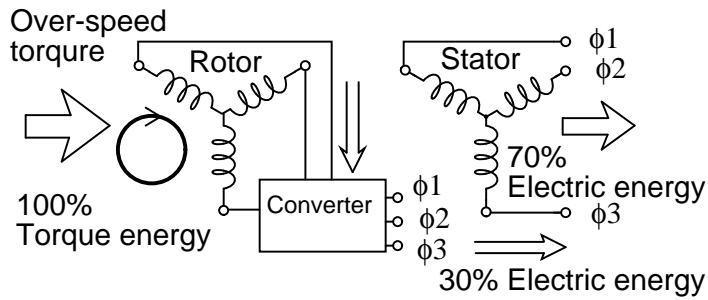 Over-speed
torqure
Rotor
Stator
ϕ1
ϕ2
100%
Torque energy
Converter
ϕ1
ϕ2
ϕ3
70%
Electric energy
ϕ3
30% Electric energy